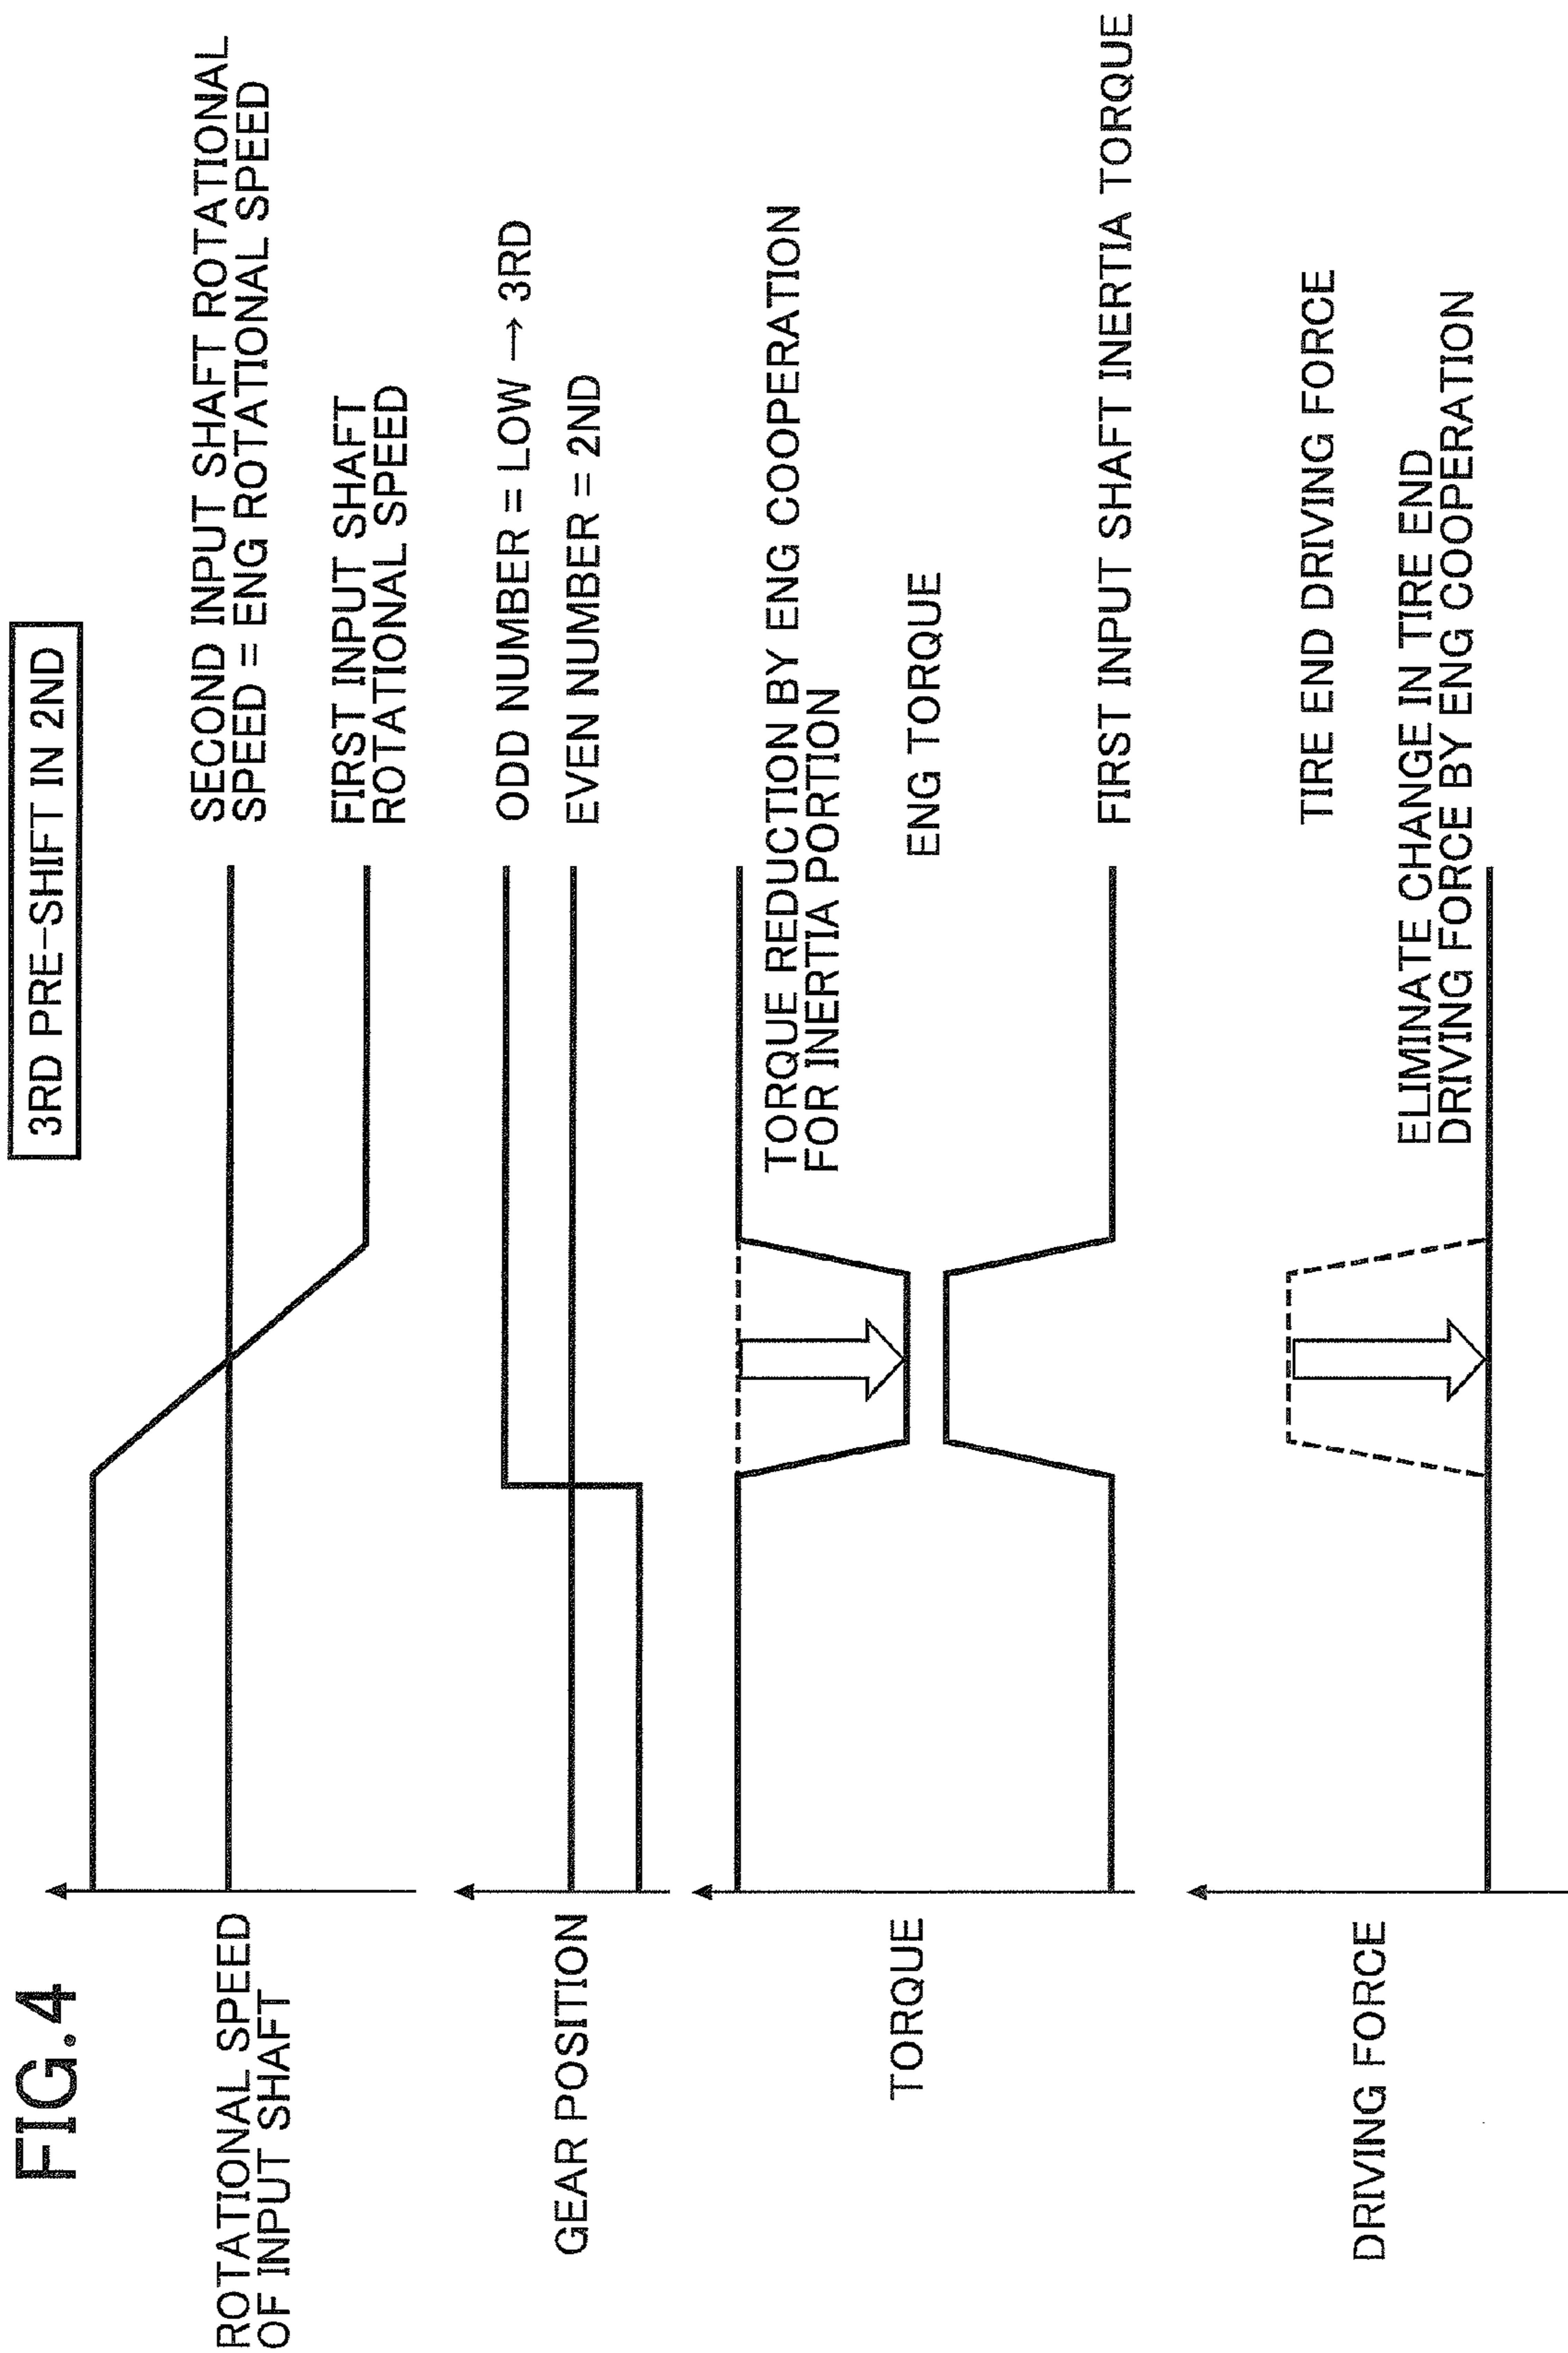 FIG.4
3RD PRE-SHIFT IN 2ND
ROTATIONAL SPEED
OF INPUT SHAFT
SECOND INPUT SHAFT ROTATIONAL
SPEED = ENG ROTATIONAL SPEED
FIRST INPUT SHAFT
ROTATIONAL SPEED
GEAR POSITION
ODD NUMBER = LOW → 3RD
EVEN NUMBER = 2ND
TORQUE
TORQUE REDUCTION BY ENG COOPERATION
FOR INERTIA PORTION
ENG TORQUE
FIRST INPUT SHAFT INERTIA TORQUE
DRIVING FORCE
TIRE END DRIVING FORCE
ELIMINATE CHANGE IN TIRE END
DRIVING FORCE BY ENG COOPERATION